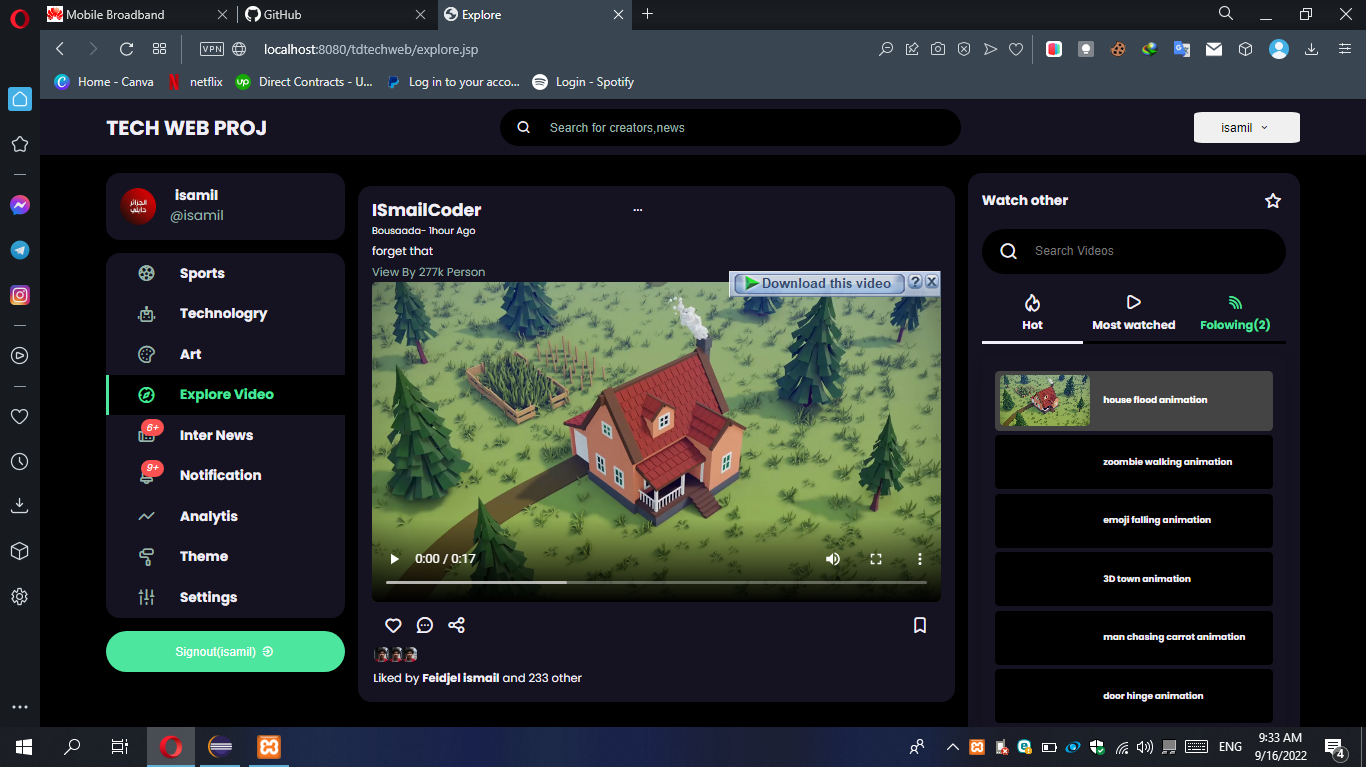 Mobile Broadband
GitHub
Explore
VPN
localhost:8080/tdtechweb/explore.jsp
Home - Canva
netflix
up
Direct Contracts - U...
Log in to your acco...
Login - Spotify
TECH WEB PROJ
Search for creators,news
isamil
الجزائر
isamil
@isamil
Sports
Technologry
Art
Explore Video
6+
Inter News
9+
Notification
Analytis
Theme
Settings
Signout(isamil)
ISmailCoder
...
Bousaada- 1hour Ago
forget that
View By 277k Person
Download this video
?
X
0:00 / 0:17
Liked by Feidjel ismail and 233 other
Watch other
Search Videos
Hot
Most watched
Folowing(2)
house flood animation
zoombie walking animation
emoji falling animation
3D town animation
man chasing carrot animation
door hinge animation
ENG
9:33 AM
9/16/2022
4